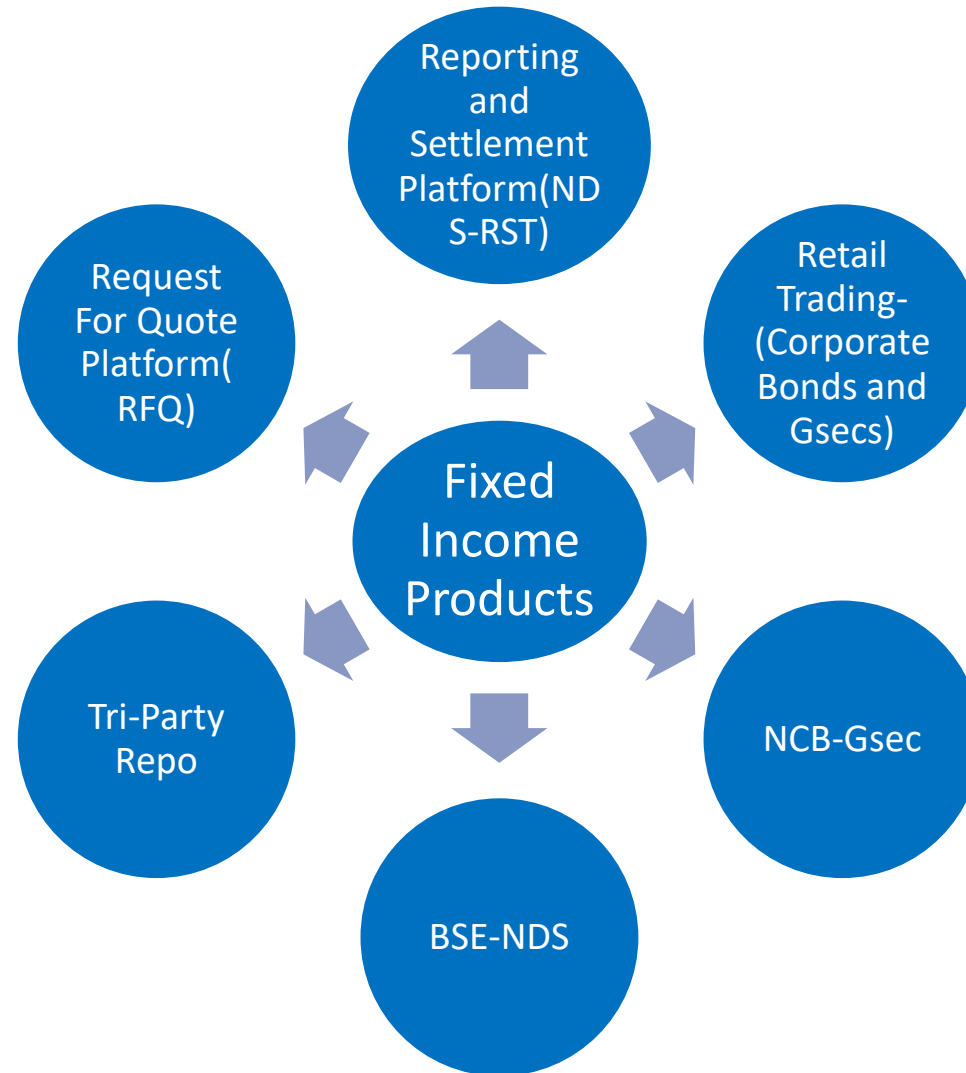 Reporting
and
Settlement
Platform(ND
S-RST)
Request
For Quote
Platform(
RFQ)
Retail
Trading-
(Corporate
Bonds and
Gsecs)
Fixed
Income
Products
Tri-Party
Repo
NCB-Gsec
BSE-NDS